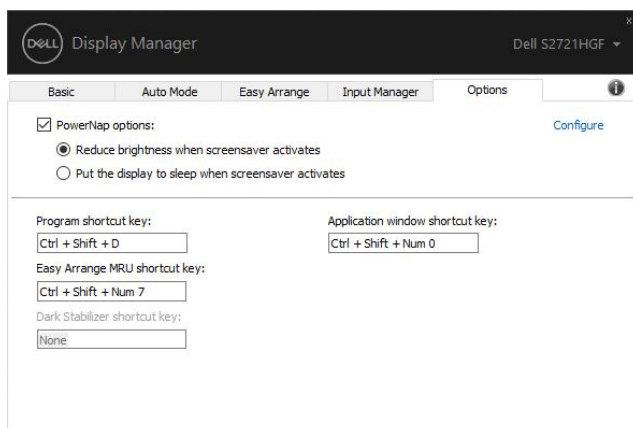 DELL Display Manager
Dell S2721HGF
Basic
Auto Mode
Easy Arrange
Input Manager
Options
PowerNap options:
Configure
Reduce brightness when screensaver activates
Put the display to sleep when screensaver activates
Program shortcut key:
Application window shortcut key:
Ctrl + Shift + D
Ctrl + Shift + Num 0
Easy Arrange MRU shortcut key:
Ctrl + Shift + Num 7
Dark Stabilizer shortcut key:
None